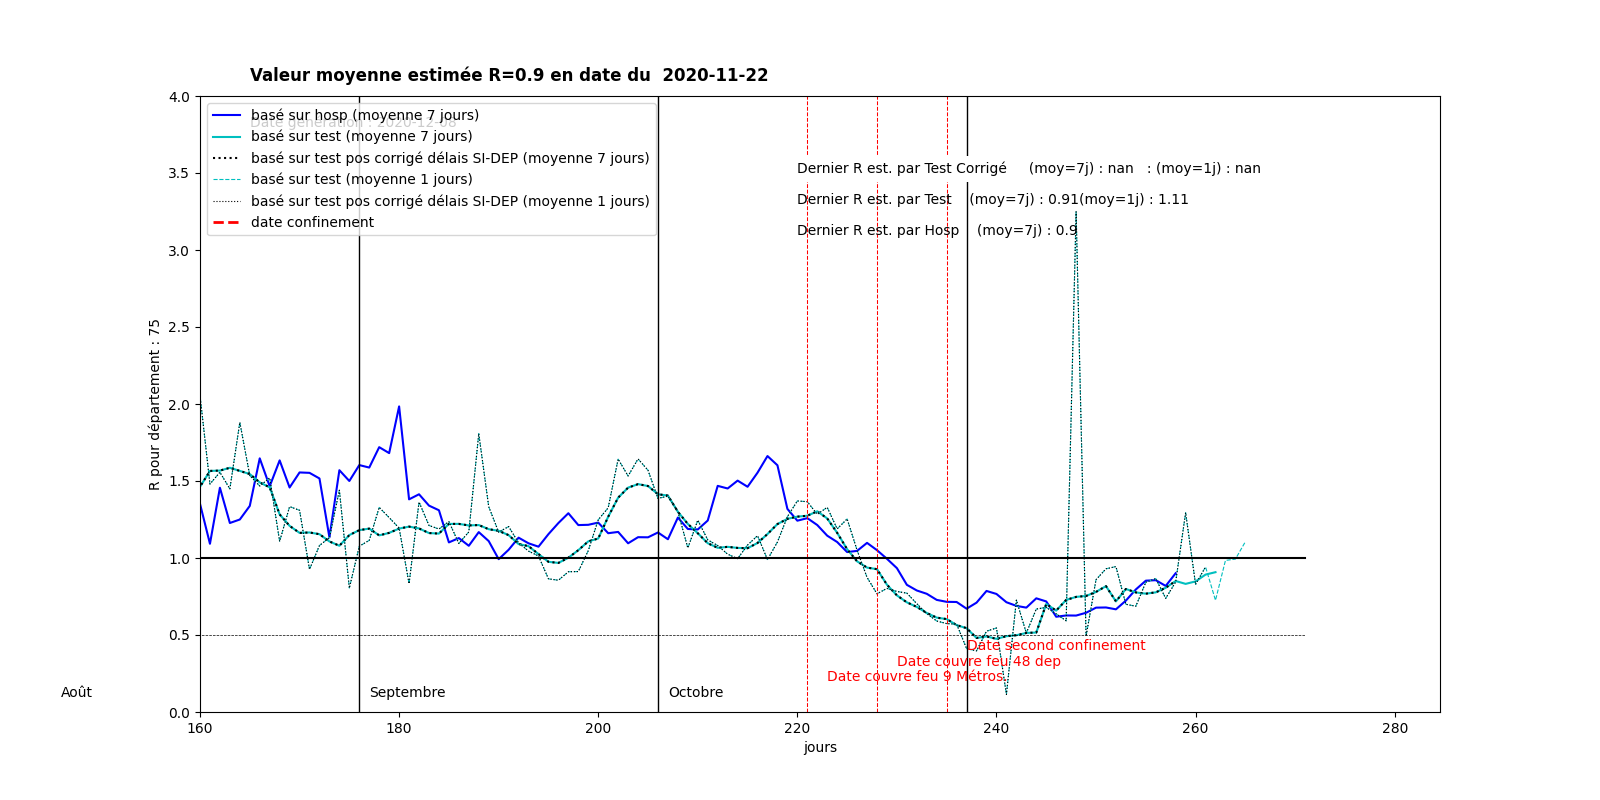 Valeur moyenne estimée R=0.9 en date du  2020-11-22
4.0
3.5
3.0
2.5
2.0
1.5
1.0
0.5
0.0
R pour département : 75
basé sur hosp (moyenne 7 jours)
Date génération : 2020-12-08
basé sur test (moyenne 7 jours)
basé sur test pos corrigé délais SI-DEP (moyenne 7 jours)
basé sur test (moyenne 1 jours)
basé sur test pos corrigé délais SI-DEP (moyenne 1 jours)
date confinement
Dernier R est. par Test Corrigé     (moy=7j) : nan   : (moy=1j) : nan
Dernier R est. par Test    (moy=7j) : 0.91(moy=1j) : 1.11
Dernier R est. par Hosp    (moy=7j) : 0.9
Date second confinement
Date couvre feu 48 dep
Date couvre feu 9 Métros
Août
Septembre
Octobre
160
180
200
220
240
260
280
jours